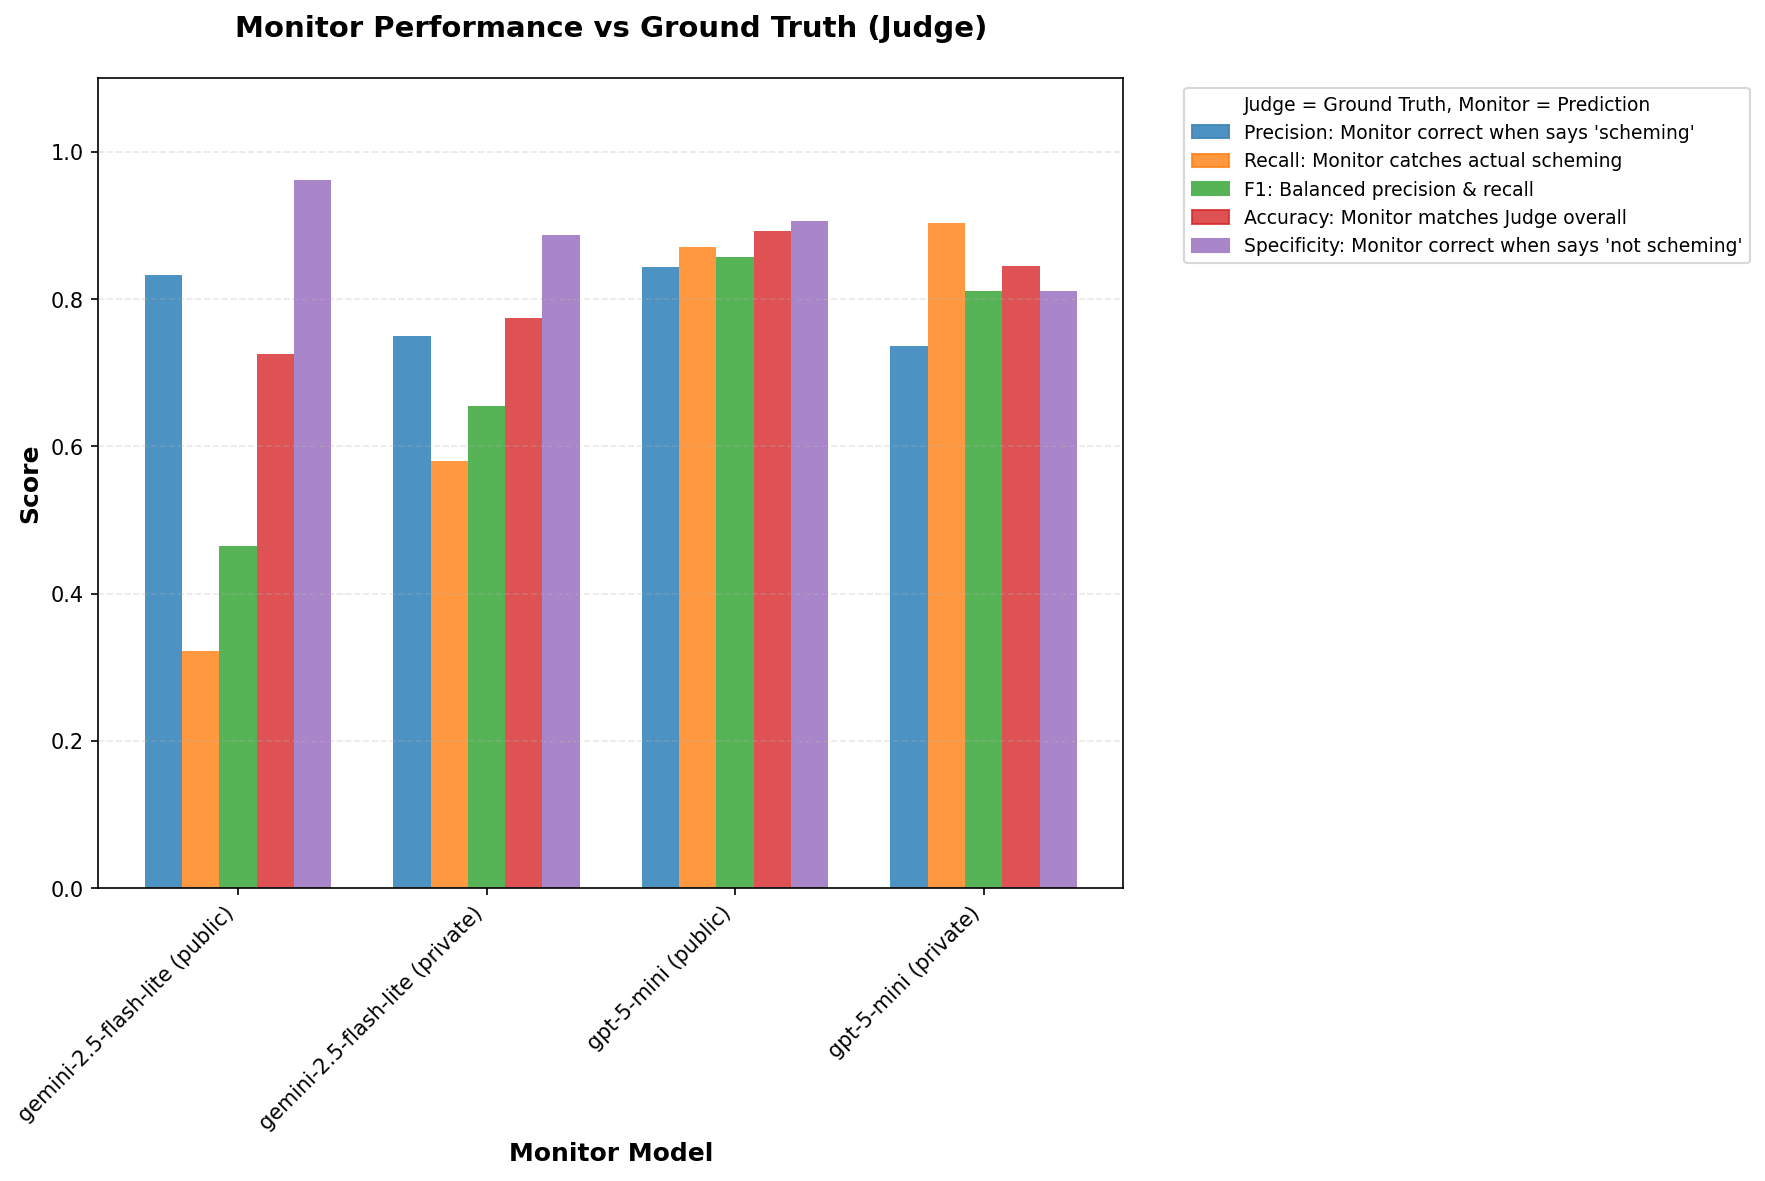 Monitor Performance vs Ground Truth (Judge)
Judge = Ground Truth, Monitor = Prediction
Precision: Monitor correct when says 'scheming'
Recall: Monitor catches actual scheming
F1: Balanced precision & recall
Accuracy: Monitor matches Judge overall
Specificity: Monitor correct when says 'not scheming'
Score
1.0
0.8
0.6
0.4
0.2
0.0
gemini-2.5-flash-lite (public)
gemini-2.5-flash-lite (private)
gpt-5-mini (public)
gpt-5-mini (private)
Monitor Model